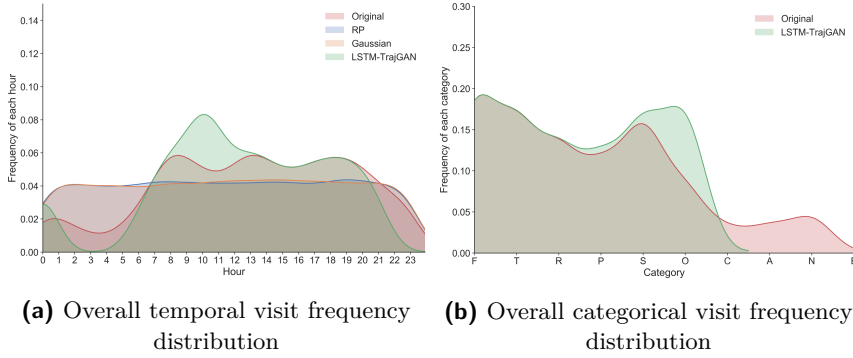 0.14
0.12
0.10
0.08
0.06
0.04
0.02
0.00
Frequency of each hour
Original
RP
Gaussian
LSTM-TrajGAN
0 1 2 3 4 5 6 7 8 9 10 11 12 13 14 15 16 17 18 19 20 21 22 23
Hour
(a) Overall temporal visit frequency
distribution
0.30
0.25
0.20
0.15
0.10
0.05
0.00
Frequency of each category
Original
LSTM-TrajGAN
F T R P S O C A N E
Category
(b) Overall categorical visit frequency
distribution